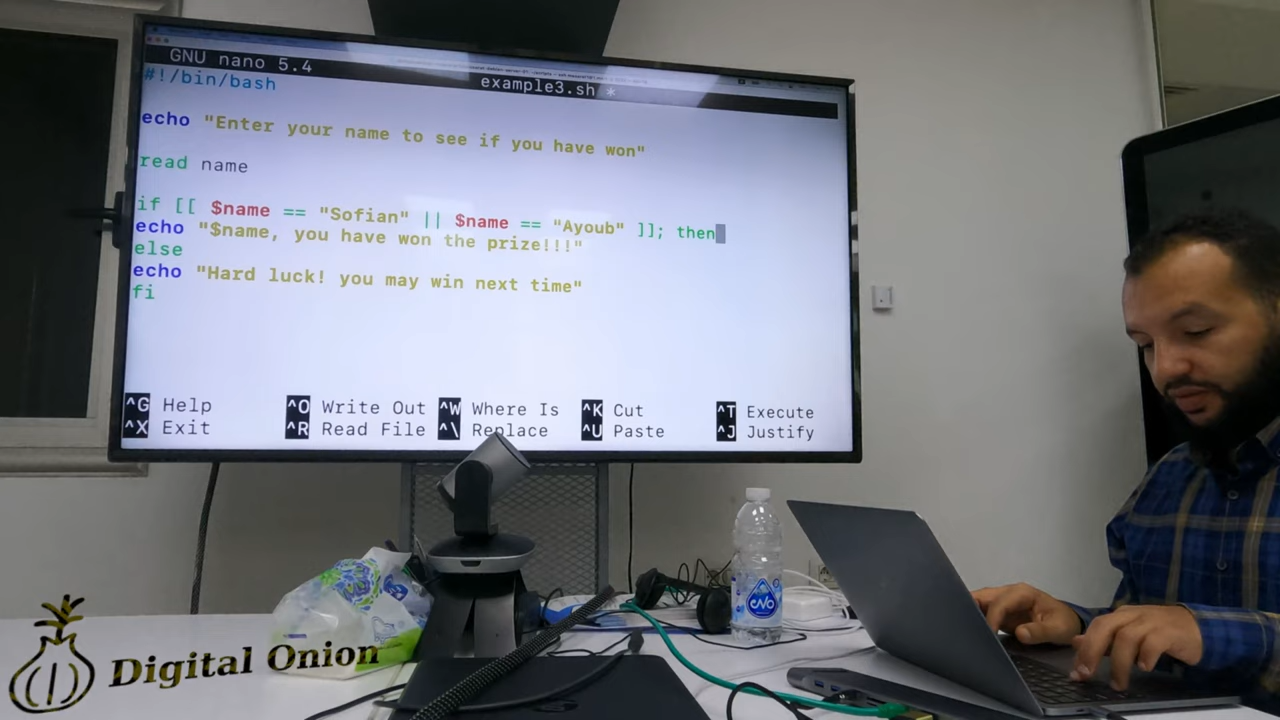 GNU nano 5.4
example3.sh *
#!/bin/bash
echo "Enter your name to see if you have won"
read name
if [[ $name == "Sofian" || $name == "Ayoub" ]]; then
echo "$name, you have won the prize!!!"
else
echo "Hard luck! you may win next time"
fi
^G Help ^O Write Out ^W Where Is ^K Cut ^T Execute
^X Exit ^R Read File ^\ Replace ^U Paste ^J Justify
Digital Onion